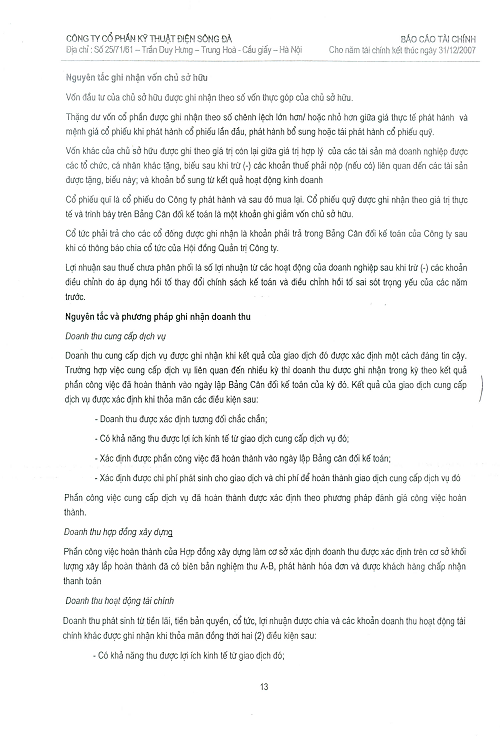 CÔNG TY CỔ PHẦN KỸ THUẬT ĐIỆN SÔNG ĐÀ
BÁO CÁO TÀI CHÍNH
Địa chỉ : Số 25/71/61 – Trần Duy Hưng – Trung Hoà - Cầu giấy – Hà Nội
Cho năm tài chính kết thúc ngày 31/12/2007
Nguyên tắc ghi nhận vốn chủ sở hữu
Vốn đầu tư của chủ sở hữu được ghi nhận theo số vốn thực góp của chủ sở hữu.
Thặng dư vốn cổ phần được ghi nhận theo số chênh lệch lớn hơn/ hoặc nhỏ hơn giữa giá thực tế phát hành và
mệnh giá cổ phiếu khi phát hành cổ phiếu lần đầu, phát hành bổ sung hoặc tái phát hành cổ phiếu quỹ.
Vốn khác của chủ sở hữu được ghi theo giá trị còn lại giữa giá trị hợp lý của các tài sản mà doanh nghiệp được
các tổ chức, cá nhân khác tặng, biếu sau khi trừ (-) các khoản thuế phải nộp (nếu có) liên quan đến các tài sản
được tặng, biếu này; và khoản bổ sung từ kết quả hoạt động kinh doanh
Cổ phiếu quĩ là cổ phiếu do Công ty phát hành và sau đó mua lại. Cổ phiếu quỹ được ghi nhận theo giá trị thực
tế và trình bày trên Bảng Cân đối kế toán là một khoản ghi giảm vốn chủ sở hữu.
Cổ tức phải trả cho các cổ đông được ghi nhận là khoản phải trả trong Bảng Cân đối kế toán của Công ty sau
khi có thông báo chia cổ tức của Hội đồng Quản trị Công ty.
Lợi nhuận sau thuế chưa phân phối là số lợi nhuận từ các hoạt động của doanh nghiệp sau khi trừ (-) các khoản
điều chỉnh do áp dụng hồi tố thay đổi chính sách kế toán và điều chỉnh hồi tố sai sót trọng yếu của các năm
trước.
Nguyên tắc và phương pháp ghi nhận doanh thu
Doanh thu cung cấp dịch vụ
Doanh thu cung cấp dịch vụ được ghi nhận khi kết quả của giao dịch đó được xác định một cách đáng tin cậy.
Trường hợp việc cung cấp dịch vụ liên quan đến nhiều kỳ thì doanh thu được ghi nhận trong kỳ theo kết quả
phần công việc đã hoàn thành vào ngày lập Bảng Cân đối kế toán của kỳ đó. Kết quả của giao dịch cung cấp
dịch vụ được xác định khi thỏa mãn các điều kiện sau:
- Doanh thu được xác định tương đối chắc chắn;
- Có khả năng thu được lợi ích kinh tế từ giao dịch cung cấp dịch vụ đó;
- Xác định được phần công việc đã hoàn thành vào ngày lập Bảng Cân đối kế toán;
- Xác định được chi phí phát sinh cho giao dịch và chi phí để hoàn thành giao dịch cung cấp dịch vụ đó
Phần công việc cung cấp dịch vụ đã hoàn thành được xác định theo phương pháp đánh giá công việc hoàn
thành.
Doanh thu hợp đồng xây dựng
Phần công việc hoàn thành của Hợp đồng xây dựng làm cơ sở xác định doanh thu được xác định trên cơ sở khối
lượng xây lắp hoàn thành đã có biên bản nghiệm thu A-B, phát hành hóa đơn và được khách hàng chấp nhận
thanh toán
Doanh thu hoạt động tài chính
Doanh thu phát sinh từ tiền lãi, tiền bản quyền, cổ tức, lợi nhuận được chia và các khoản doanh thu hoạt động tài
chính khác được ghi nhận khi thỏa mãn đồng thời hai (2) điều kiện sau:
- Có khả năng thu được lợi ích kinh tế từ giao dịch đó;
13